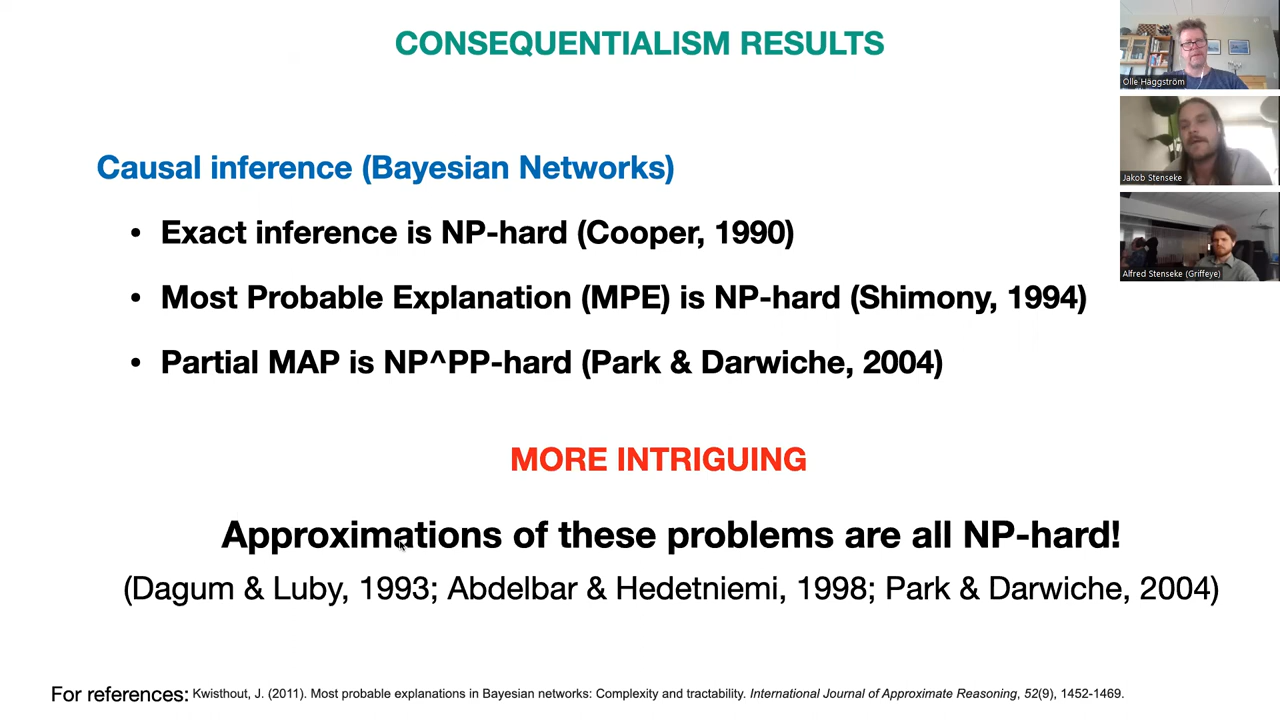 CONSEQUENTIALISM RESULTS
Causal inference (Bayesian Networks)
• Exact inference is NP-hard (Cooper, 1990)
• Most Probable Explanation (MPE) is NP-hard (Shimony, 1994)
• Partial MAP is NP^PP-hard (Park & Darwiche, 2004)
MORE INTRIGUING
Approximations of these problems are all NP-hard!
(Dagum & Luby, 1993; Abdelbar & Hedetniemi, 1998; Park & Darwiche, 2004)
For references: Kwisthout, J. (2011). Most probable explanations in Bayesian networks: Complexity and tractability. International Journal of Approximate Reasoning, 52(9), 1452-1469.
Olle Häggström
Jakob Stenseke
Alfred Stenseke (Griffeye)